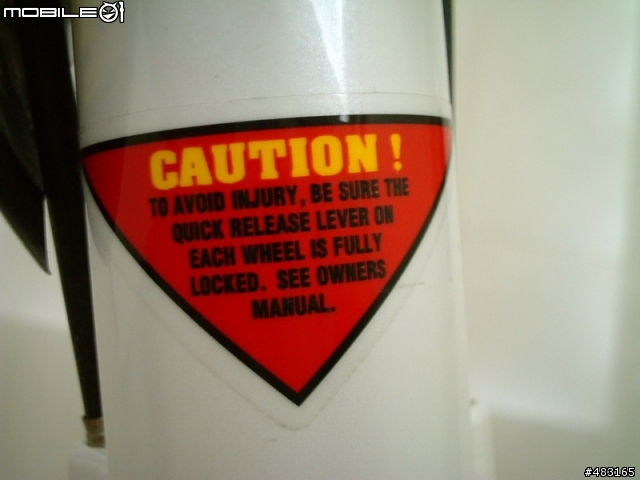 MOBILE01
CAUTION!
TO AVOID INJURY, BE SURE THE
QUICK RELEASE LEVER ON
EACH WHEEL IS FULLY
LOCKED. SEE OWNERS
MANUAL.
#483165